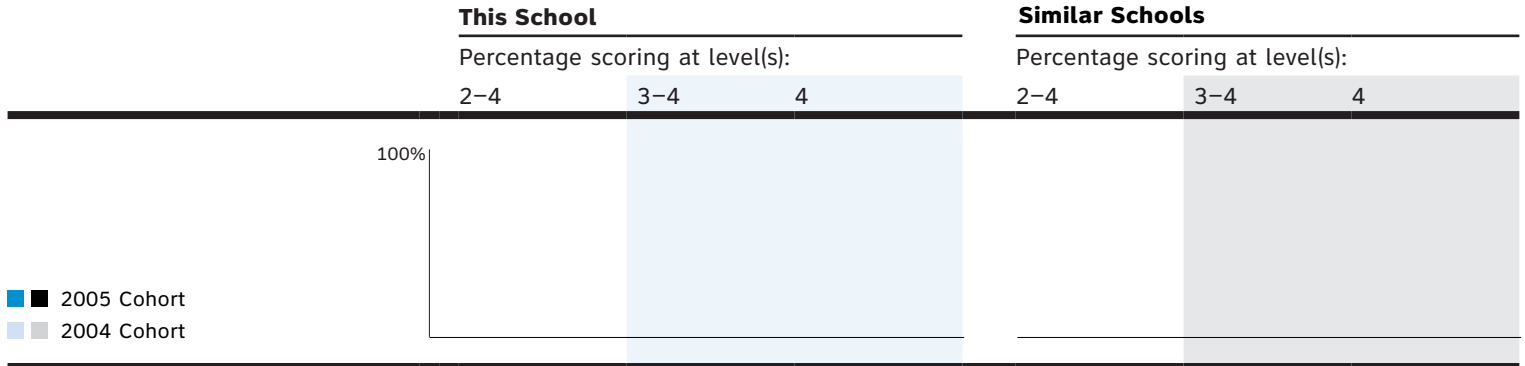 This School
Similar Schools
Percentage scoring at level(s):
Percentage scoring at level(s):
2–4 3–4 4
2–4 3–4 4
100%
2005 Cohort
2004 Cohort